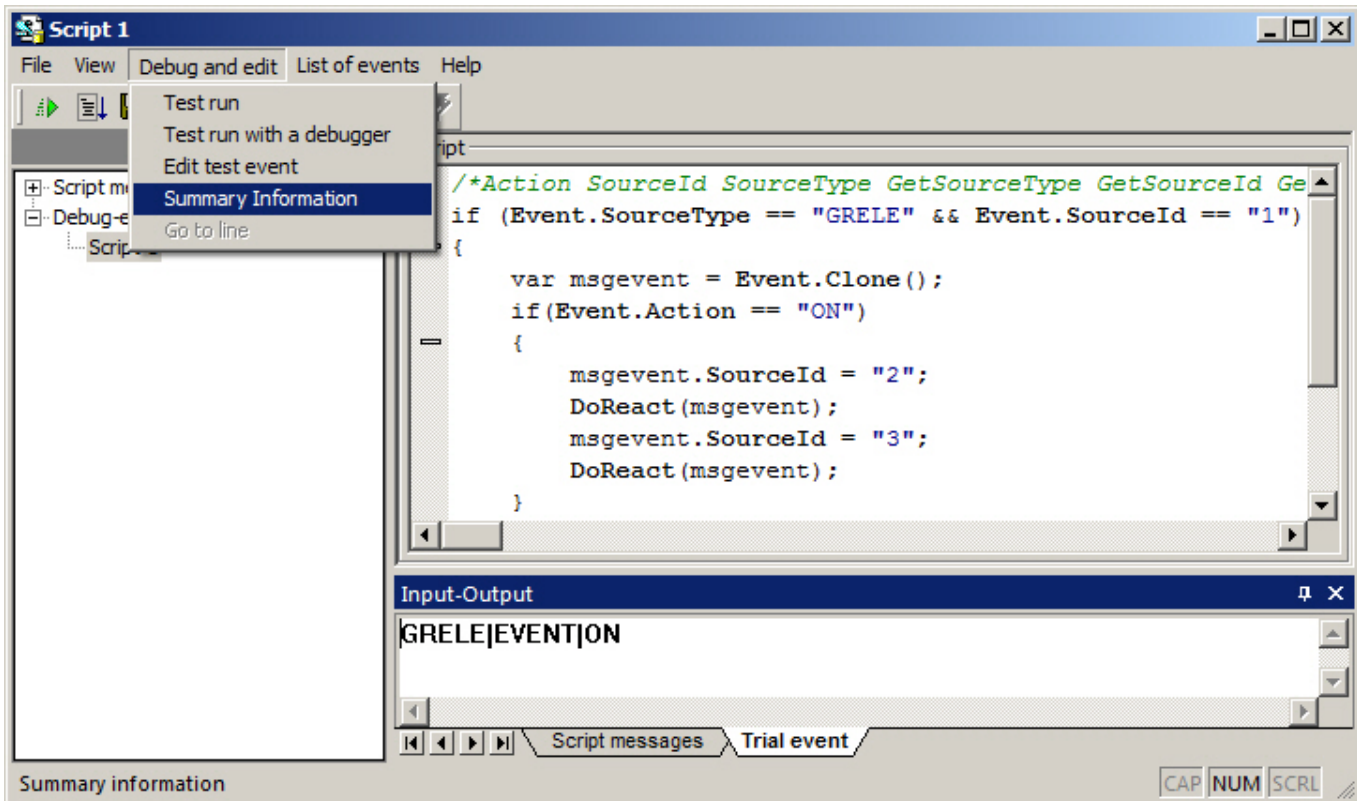 Script 1
File View Debug and edit List of events Help
Test run
Test run with a debugger
Edit test event
Summary Information
Go to line
/*Action SourceId SourceType GetSourceType GetSourceId Ge
if (Event.SourceType == "GRELE" && Event.SourceId == "1")
{
var msgevent = Event.Clone();
if(Event.Action == "ON")
{
msgevent.SourceId = "2";
DoReact(msgevent);
msgevent.SourceId = "3";
DoReact(msgevent);
}
Script m
Debug-e
Scrip
Input-Output
GRELE|EVENT|ON
Script messages Trial event
Summary information CAP NUM SCRL